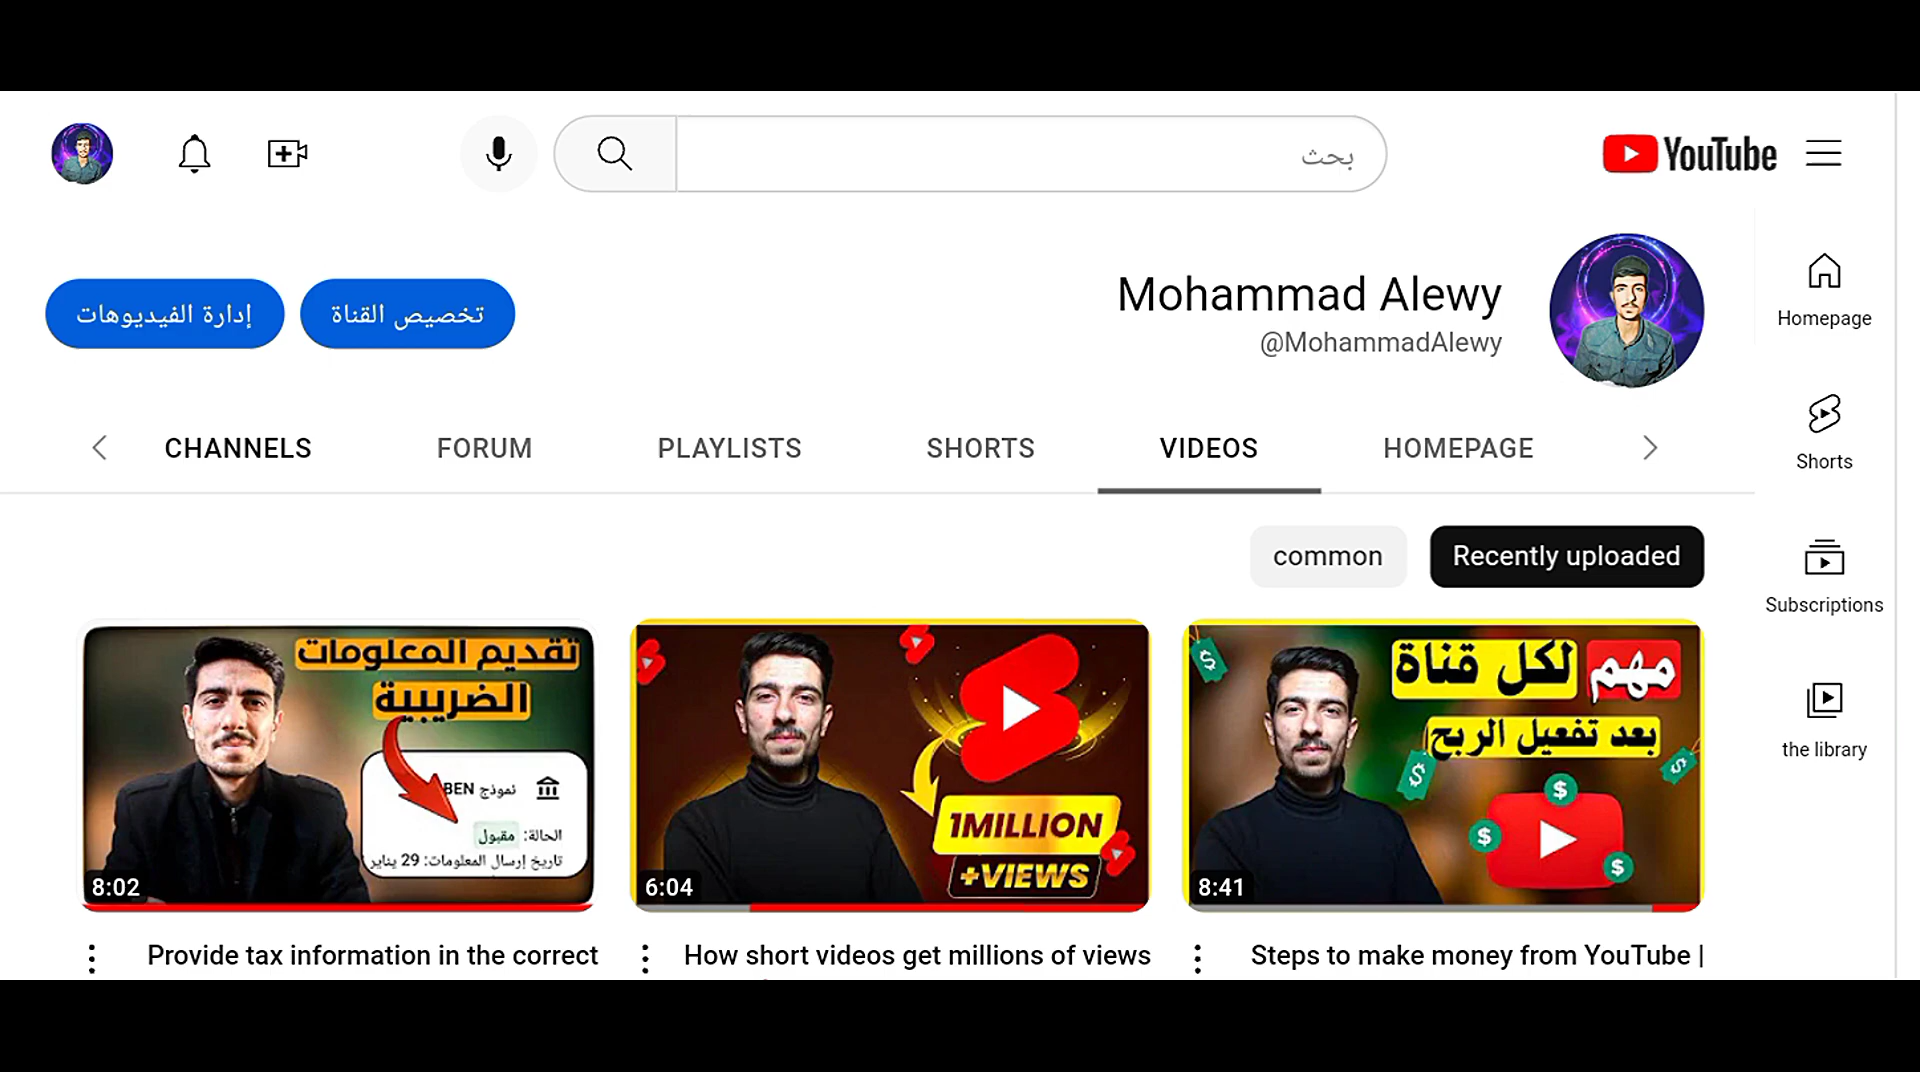 بحث
YouTube
تخصيص القناة
إدارة الفيديوهات
Mohammad Alewy
@MohammadAlewy
Homepage
Shorts
Subscriptions
the library
CHANNELS
FORUM
PLAYLISTS
SHORTS
VIDEOS
HOMEPAGE
common
Recently uploaded
تقديم المعلومات
الضريبية
نموذج BEN
الحالة: مقبول
تاريخ إرسال المعلومات: 29 يناير
8:02
Provide tax information in the correct
1MILLION
+VIEWS
6:04
How short videos get millions of views
مهم لكل قناة
بعد تفعيل الربح
8:41
Steps to make money from YouTube |